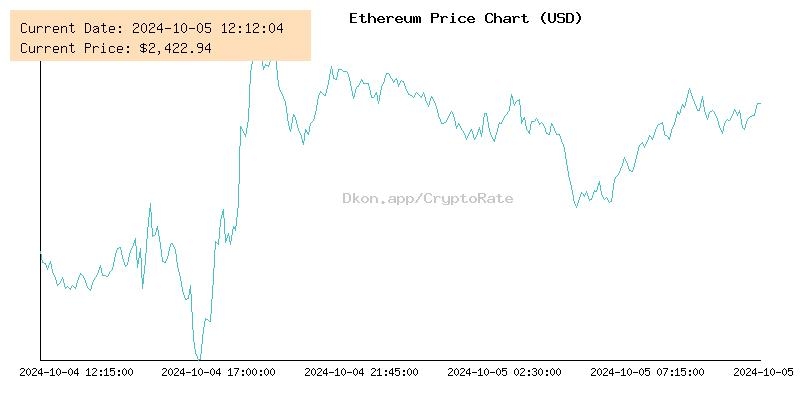 Ethereum Price Chart (USD)
Current Date: 2024-10-05 12:12:04
Current Price: $2,422.94
Dkon.app/CryptoRate
2024-10-04 12:15:00
2024-10-04 17:00:00
2024-10-04 21:45:00
2024-10-05 02:30:00
2024-10-05 07:15:00
2024-10-05